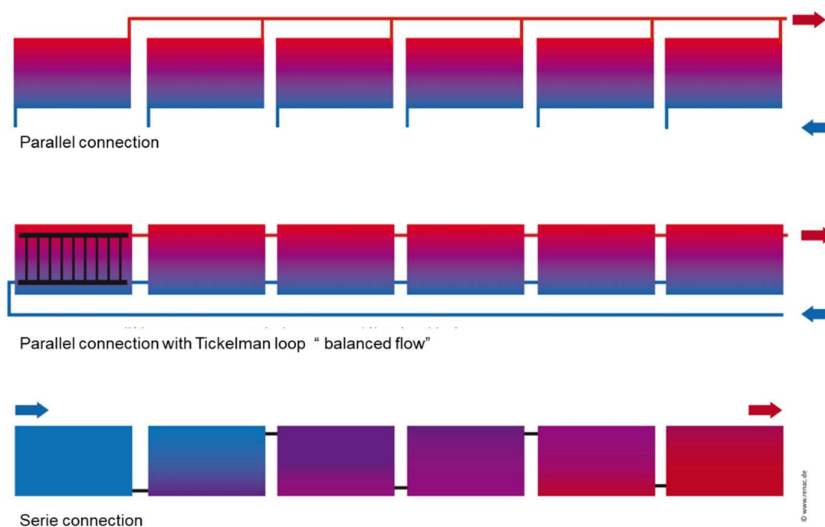 Parallel connection
Parallel connection with Tickelman loop “ balanced flow”
Serie connection
© www.renac.de